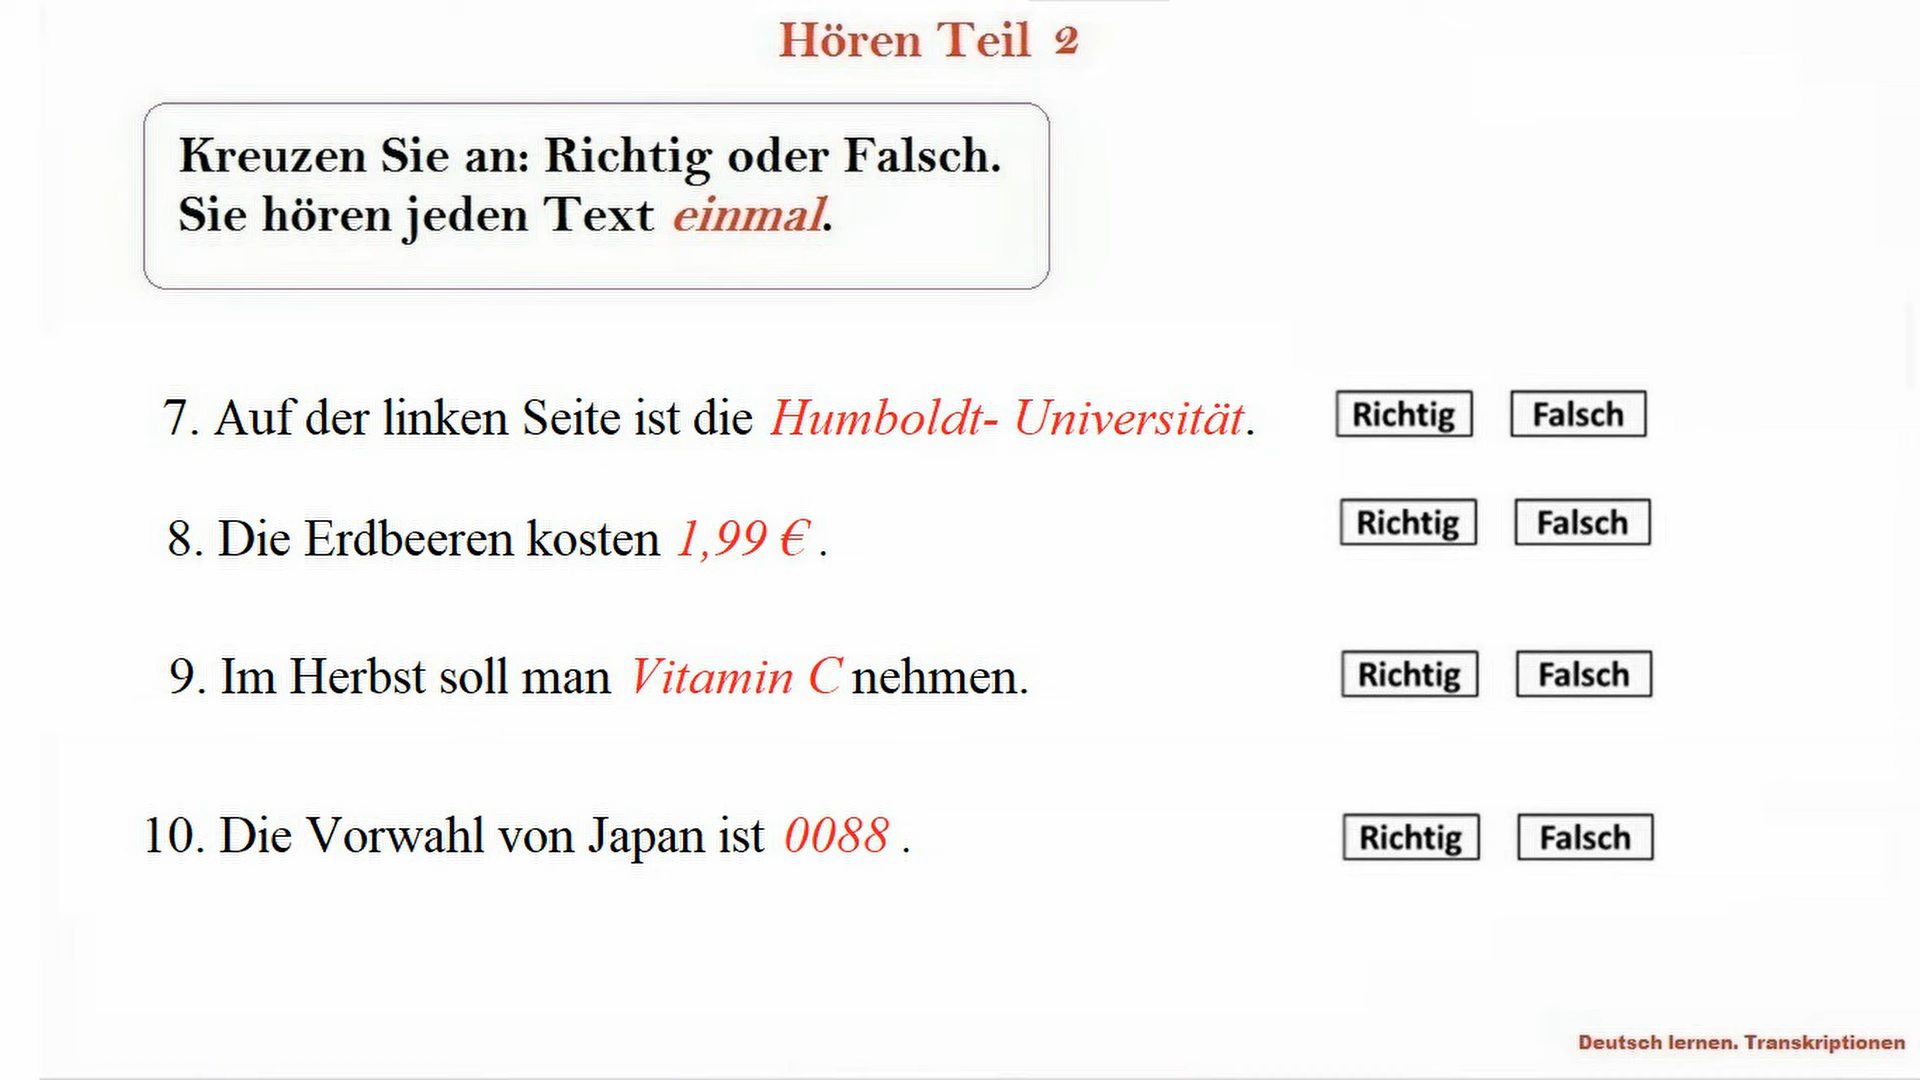 Hören Teil 2
Kreuzen Sie an: Richtig oder Falsch.
Sie hören jeden Text einmal.
7. Auf der linken Seite ist die Humboldt- Universität. Richtig Falsch
8. Die Erdbeeren kosten 1,99 € . Richtig Falsch
9. Im Herbst soll man Vitamin C nehmen. Richtig Falsch
10. Die Vorwahl von Japan ist 0088 . Richtig Falsch
Deutsch lernen. Transkriptionen